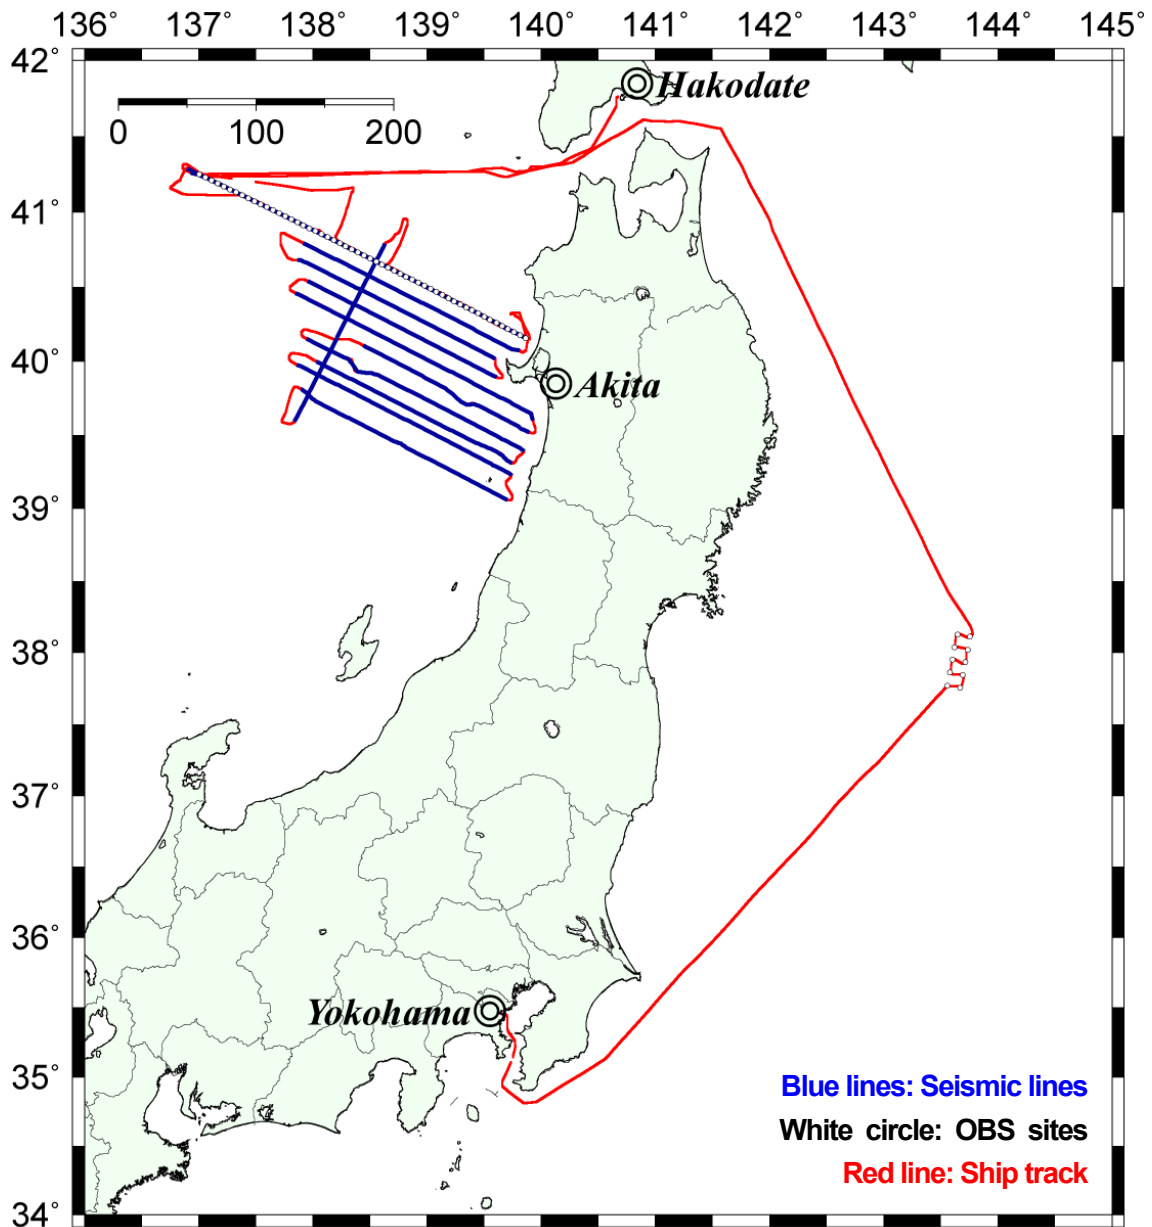 136° 137° 138° 139° 140° 141° 142° 143° 144° 145°
42°
Hakodate
0 100 200
41°
40°
Akita
39°
38°
37°
36°
Yokohama
35°
Blue lines: Seismic lines
White circle: OBS sites
Red line: Ship track
34°